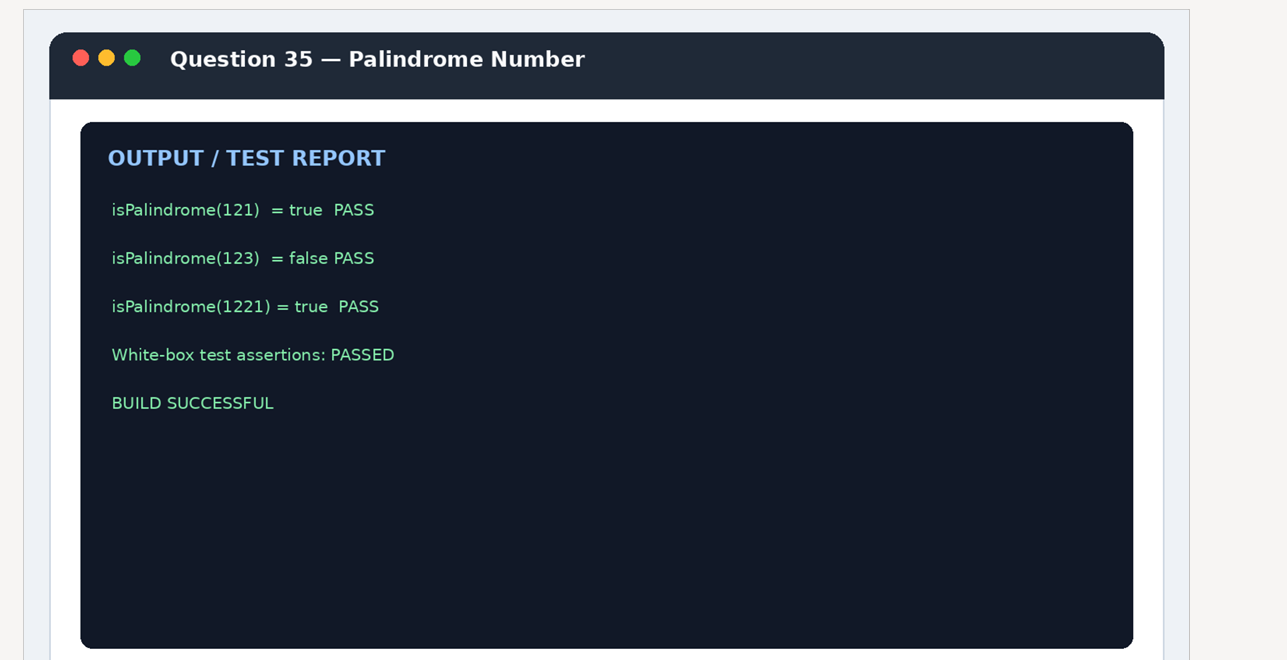 Question 35 — Palindrome Number
OUTPUT / TEST REPORT
isPalindrome(121)  = true  PASS
isPalindrome(123)  = false PASS
isPalindrome(1221) = true  PASS
White-box test assertions: PASSED
BUILD SUCCESSFUL